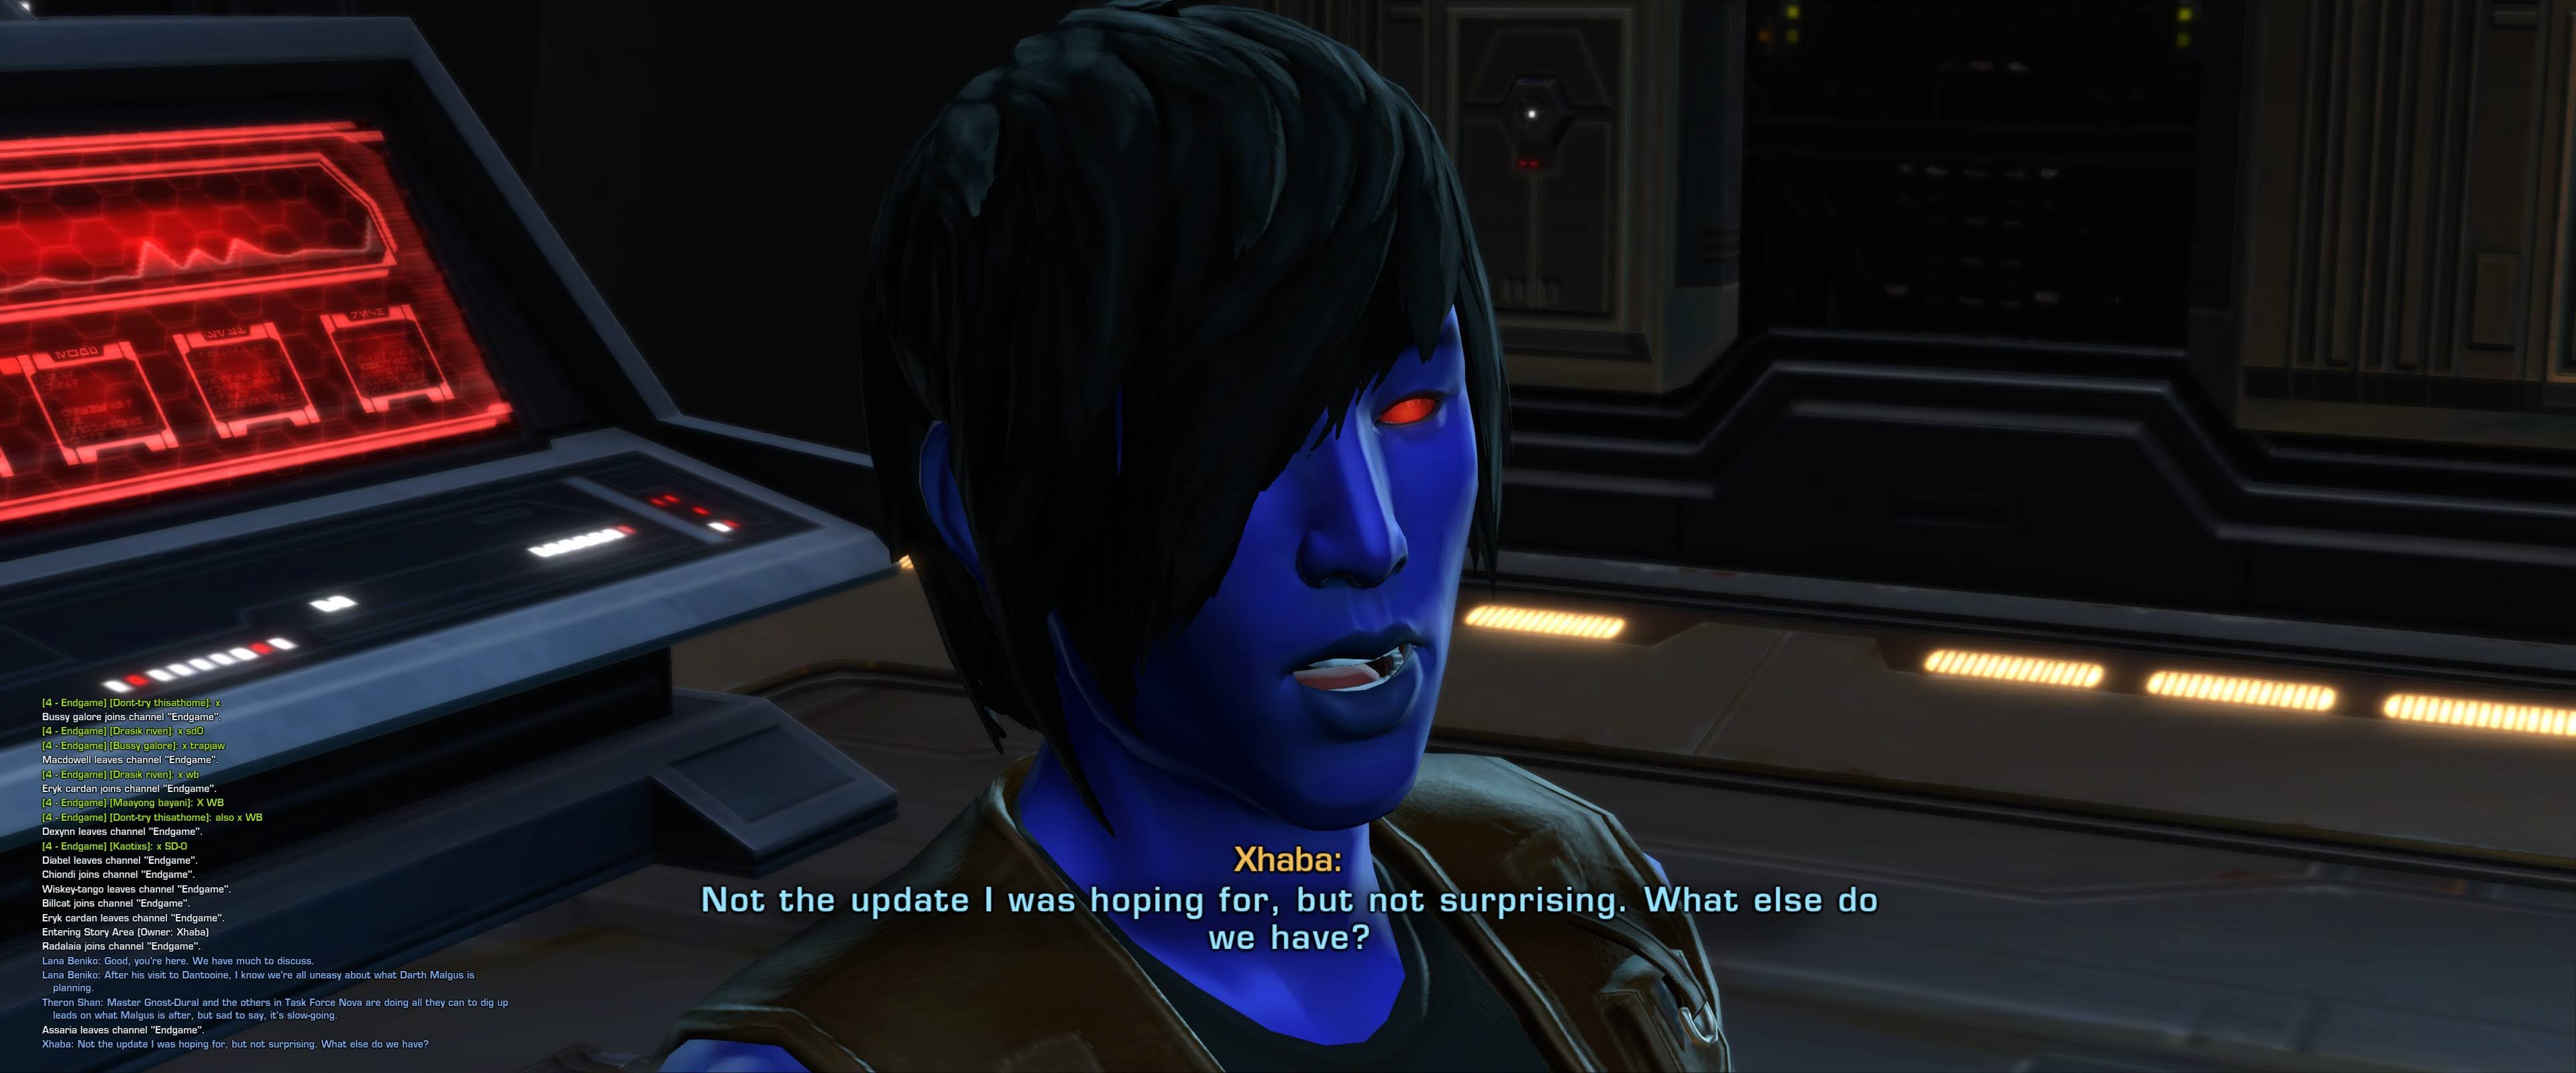 [4 - Endgame] [Dont-try thisathome]: x
Bussy galore joins channel "Endgame".
[4 - Endgame] [Drasik riven]: x sd0
[4 - Endgame] [Bussy galore]: x trapjaw
Macdowell leaves channel "Endgame".
[4 - Endgame] [Drasik riven]: x wb
Eryk cardan joins channel "Endgame".
[4 - Endgame] [Maayong bayani]: X WB
[4 - Endgame] [Dont-try thisathome]: also x WB
Dexynn leaves channel "Endgame".
[4 - Endgame] [Kaotixs]: x SD-0
Diabel leaves channel "Endgame".
Chiondi joins channel "Endgame".
Wiskey-tango leaves channel "Endgame".
Billcat joins channel "Endgame".
Eryk cardan leaves channel "Endgame".
Entering Story Area (Owner: Xhaba)
Radalaia joins channel "Endgame".
Lana Beniko: Good, you're here. We have much to discuss.
Lana Beniko: After his visit to Dantooine, I know we're all uneasy about what Darth Malgus is
planning.
Theron Shan: Master Gnost-Dural and the others in Task Force Nova are doing all they can to dig up
leads on what Malgus is after, but sad to say, it's slow-going.
Assaria leaves channel "Endgame".
Xhaba: Not the update I was hoping for, but not surprising. What else do we have?
Xhaba:
Not the update I was hoping for, but not surprising. What else do
we have?